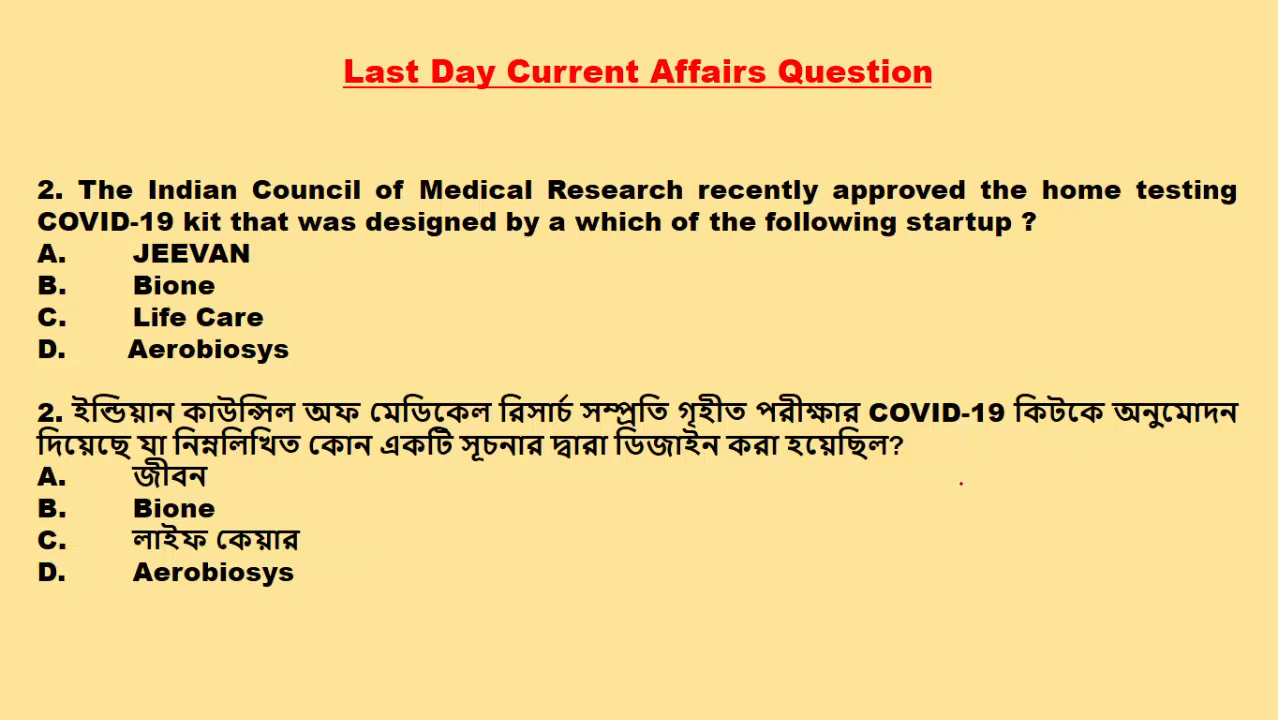 Last Day Current Affairs Question
2. The Indian Council of Medical Research recently approved the home testing
COVID-19 kit that was designed by a which of the following startup ?
A. JEEVAN
B. Bione
C. Life Care
D. Aerobiosys
2. ইন্ডিয়ান কাউন্সিল অফ মেডিকেল রিসার্চ সম্প্রতি গৃহীত পরীক্ষার COVID-19 কিটকে অনুমোদন
দিয়েছে যা নিম্নলিখিত কোন একটি সূচনার দ্বারা ডিজাইন করা হয়েছিল?
A. জীবন
B. Bione
C. লাইফ কেয়ার
D. Aerobiosys